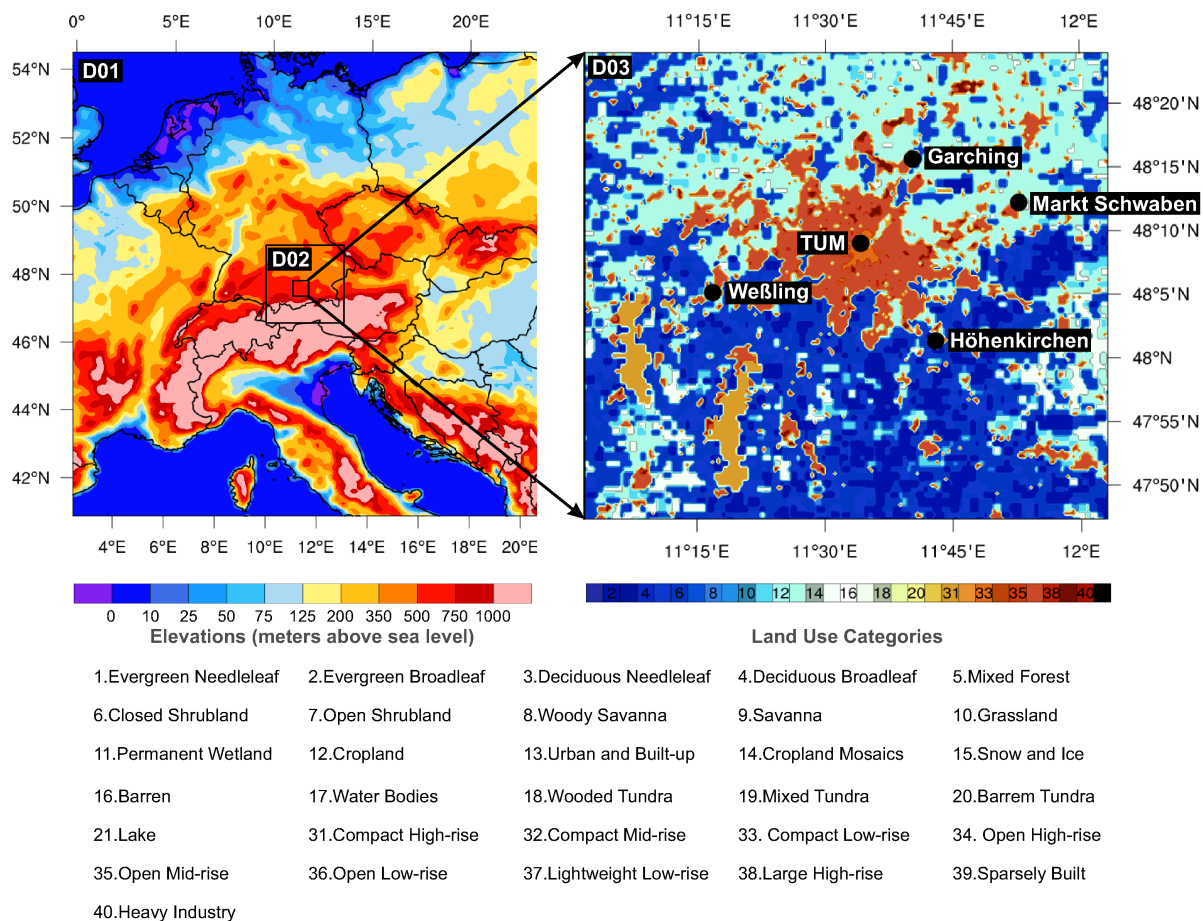 0° 5°E 10°E 15°E 20°E 11°15'E 11°30'E 11°45'E 12°E
54°N D01 D03
48°20'N
52°N
Garching 48°15'N
50°N Markt Schwaben
TUM 48°10'N
D02
48°N Weßling 48°5'N
46°N Höhenkirchen
48°N
44°N 47°55'N
42°N 47°50'N
4°E 6°E 8°E 10°E 12°E 14°E 16°E 18°E 20°E 11°15'E 11°30'E 11°45'E 12°E
2 4 6 8 10 12 14 16 18 20 31 33 35 38 40
0 10 25 50 75 125 200 350 500 750 1000
Elevations (meters above sea level) Land Use Categories
1.Evergreen Needleleaf 2.Evergreen Broadleaf 3.Deciduous Needleleaf 4.Deciduous Broadleaf 5.Mixed Forest
6.Closed Shrubland 7.Open Shrubland 8.Woody Savanna 9.Savanna 10.Grassland
11.Permanent Wetland 12.Cropland 13.Urban and Built-up 14.Cropland Mosaics 15.Snow and Ice
16.Barren 17.Water Bodies 18.Wooded Tundra 19.Mixed Tundra 20.Barrem Tundra
21.Lake 31.Compact High-rise 32.Compact Mid-rise 33. Compact Low-rise 34. Open High-rise
35.Open Mid-rise 36.Open Low-rise 37.Lightweight Low-rise 38.Large High-rise 39.Sparsely Built
40.Heavy Industry